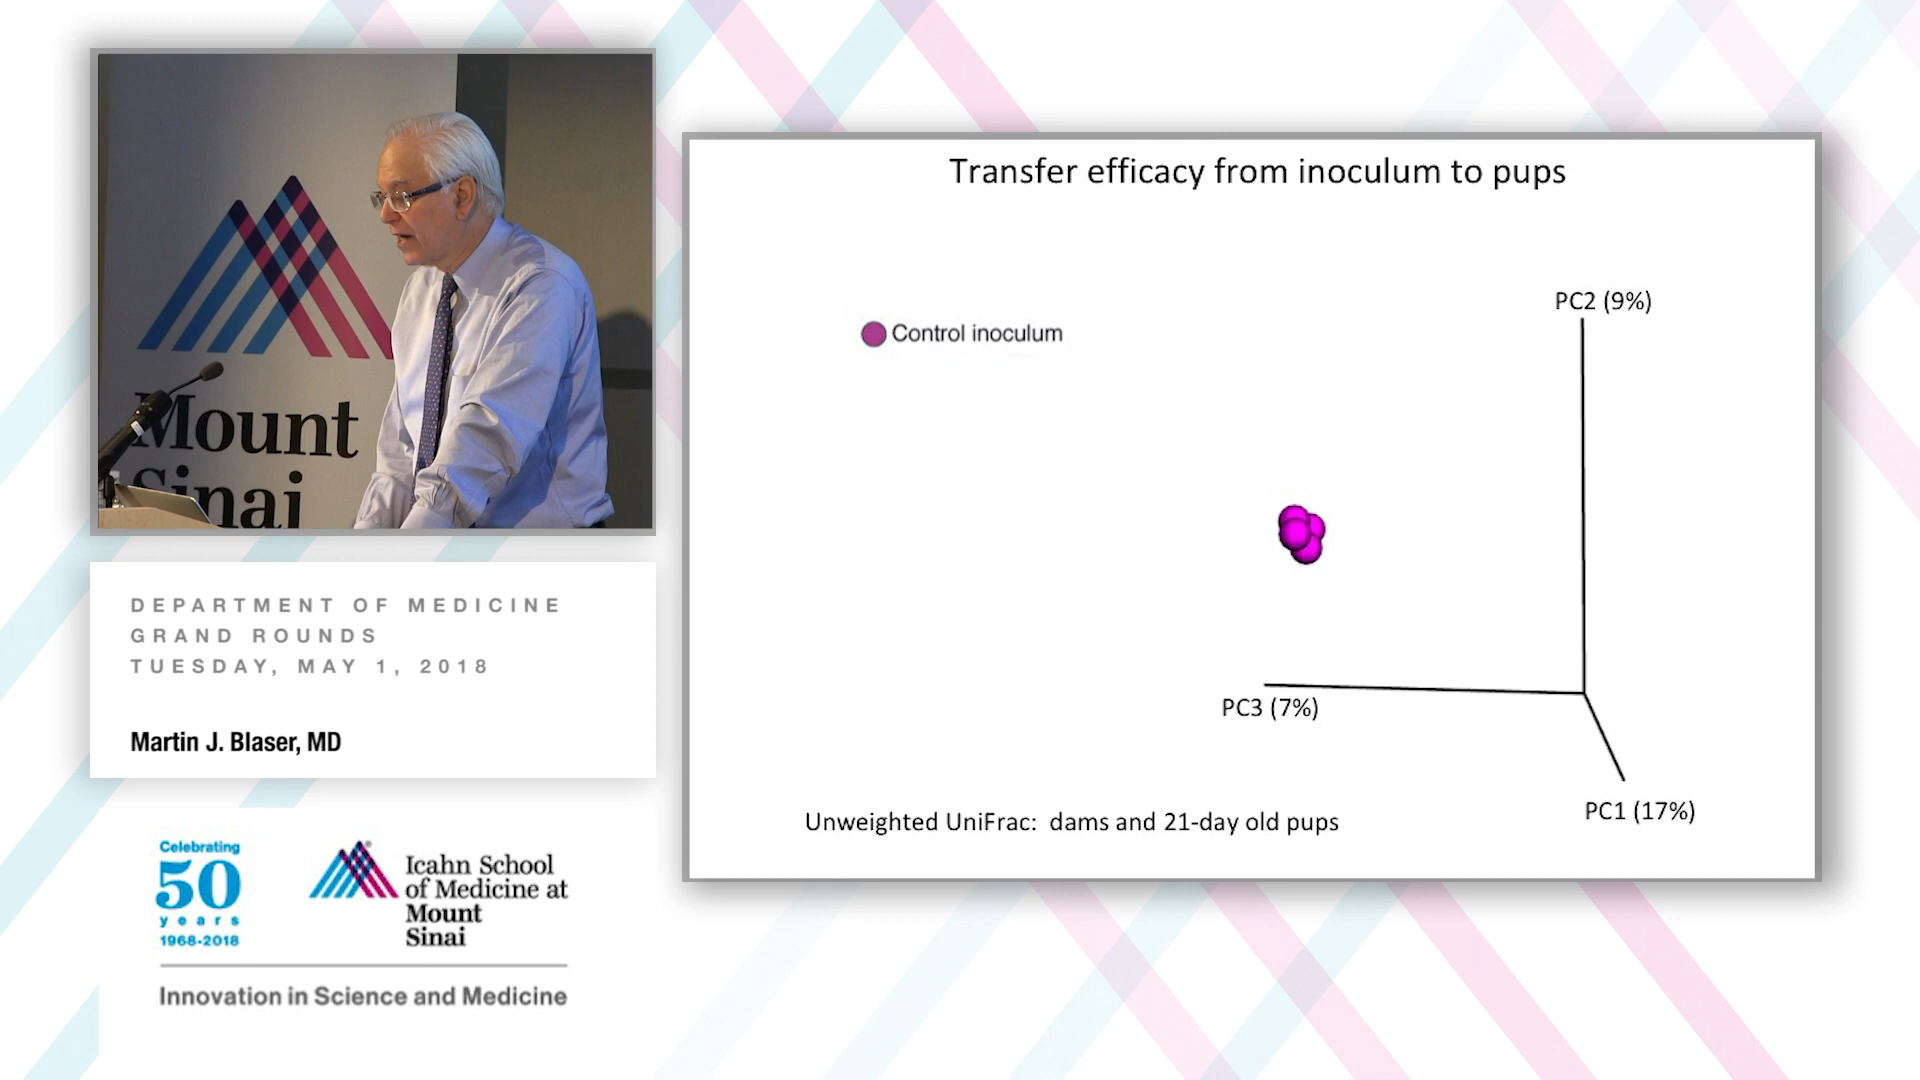 Mount
Sinai
DEPARTMENT OF MEDICINE
GRAND ROUNDS
TUESDAY, MAY 1, 2018
Martin J. Blaser, MD
Celebrating
50
years
1968-2018
Icahn School
of Medicine at
Mount
Sinai
Innovation in Science and Medicine
Transfer efficacy from inoculum to pups
Control inoculum
PC2 (9%)
PC3 (7%)
PC1 (17%)
Unweighted UniFrac: dams and 21-day old pups